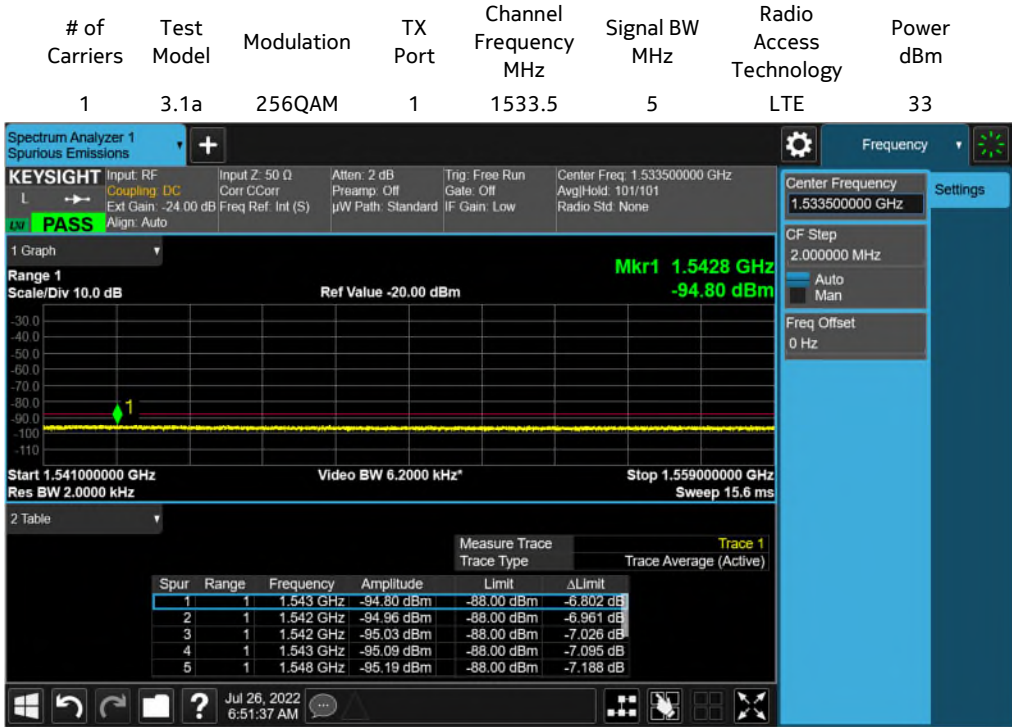 # of Carriers Test Model Modulation TX Port Channel Frequency MHz Signal BW MHz Radio Access Technology Power dBm
1 3.1a 256QAM 1 1533.5 5 LTE 33
Spectrum Analyzer 1
Spurious Emissions
+
Frequency
KEYSIGHT Input: RF Input Z: 50 Ω Atten: 2 dB Trig: Free Run Center Freq: 1.533500000 GHz
L Coupling: DC Corr CCorr Preamp: Off Gate: Off Avg|Hold: 101/101
Ext Gain: -24.00 dB Freq Ref: Int (S) µW Path: Standard IF Gain: Low Radio Std: None
LXI PASS Align: Auto
Center Frequency
1.533500000 GHz
Settings
CF Step
2.000000 MHz
Auto
Man
Freq Offset
0 Hz
1 Graph
Range 1
Scale/Div 10.0 dB Ref Value -20.00 dBm
Mkr1 1.5428 GHz
-94.80 dBm
-30.0
-40.0
-50.0
-60.0
-70.0
-80.0
-90.0
-100
-110
1
Start 1.541000000 GHz Video BW 6.2000 kHz* Stop 1.559000000 GHz
Res BW 2.0000 kHz Sweep 15.6 ms
2 Table
Measure Trace Trace 1
Trace Type Trace Average (Active)
Spur Range Frequency Amplitude Limit ΔLimit
1 1 1.543 GHz -94.80 dBm -88.00 dBm -6.802 dB
2 1 1.542 GHz -94.96 dBm -88.00 dBm -6.961 dB
3 1 1.542 GHz -95.03 dBm -88.00 dBm -7.026 dB
4 1 1.543 GHz -95.09 dBm -88.00 dBm -7.095 dB
5 1 1.548 GHz -95.19 dBm -88.00 dBm -7.188 dB
? Jul 26, 2022
6:51:37 AM